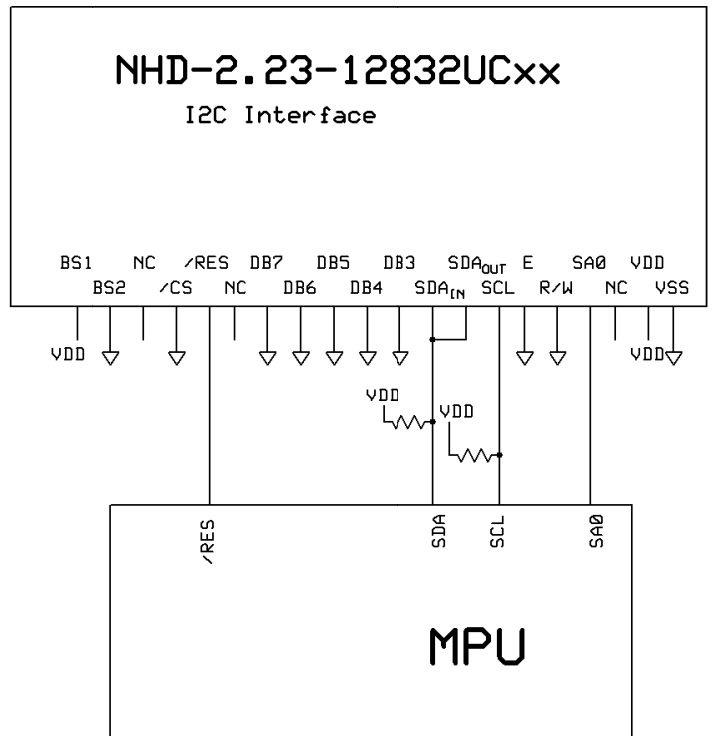 NHD-2.23-12832UCxx
I2C Interface
BS1 NC /RES DB7 DB5 DB3 SDAOUT E SA0 VDD
BS2 /CS NC DB6 DB4 SDAIN SCL R/W NC VSS
VDD VDD
VDD
VDD
/RES SDA SCL SA0
MPU